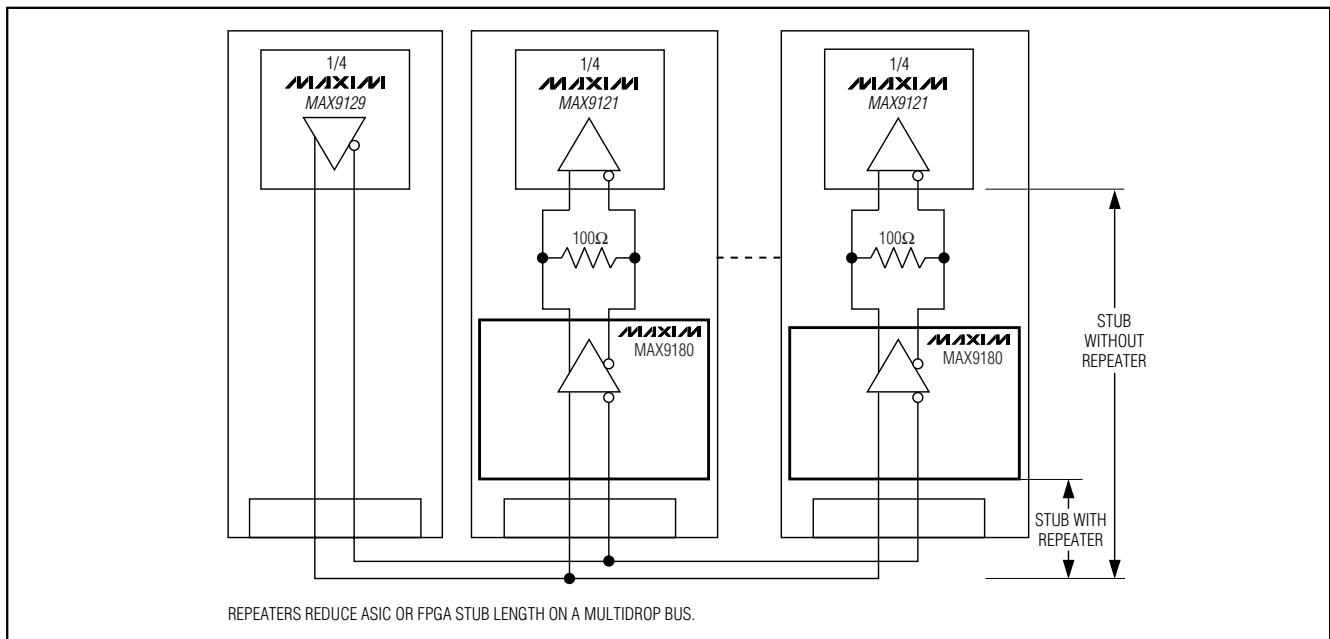 1/4
MAXIM
MAX9129
1/4
MAXIM
MAX9121
1/4
MAXIM
MAX9121
100Ω
100Ω
MAXIM
MAX9180
MAXIM
MAX9180
STUB
WITHOUT
REPEATER
STUB WITH
REPEATER
REPEATERS REDUCE ASIC OR FPGA STUB LENGTH ON A MULTIDROP BUS.